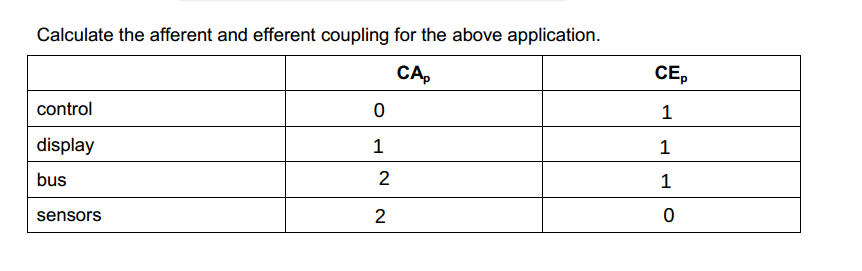 Calculate the afferent and efferent coupling for the above application.
CAp CEp
control 0 1
display 1 1
bus 2 1
sensors 2 0